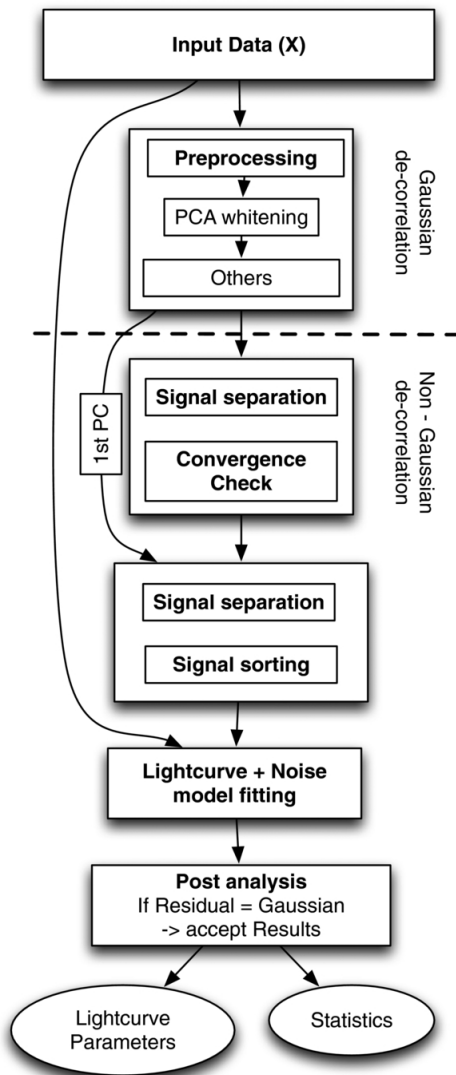 Input Data (X)
Preprocessing
PCA whitening
Others
Gaussian
de-correlation
1st PC
Signal separation
Convergence
Check
Non - Gaussian
de-correlation
Signal separation
Signal sorting
Lightcurve + Noise
model fitting
Post analysis
If Residual = Gaussian
-> accept Results
Lightcurve
Parameters
Statistics